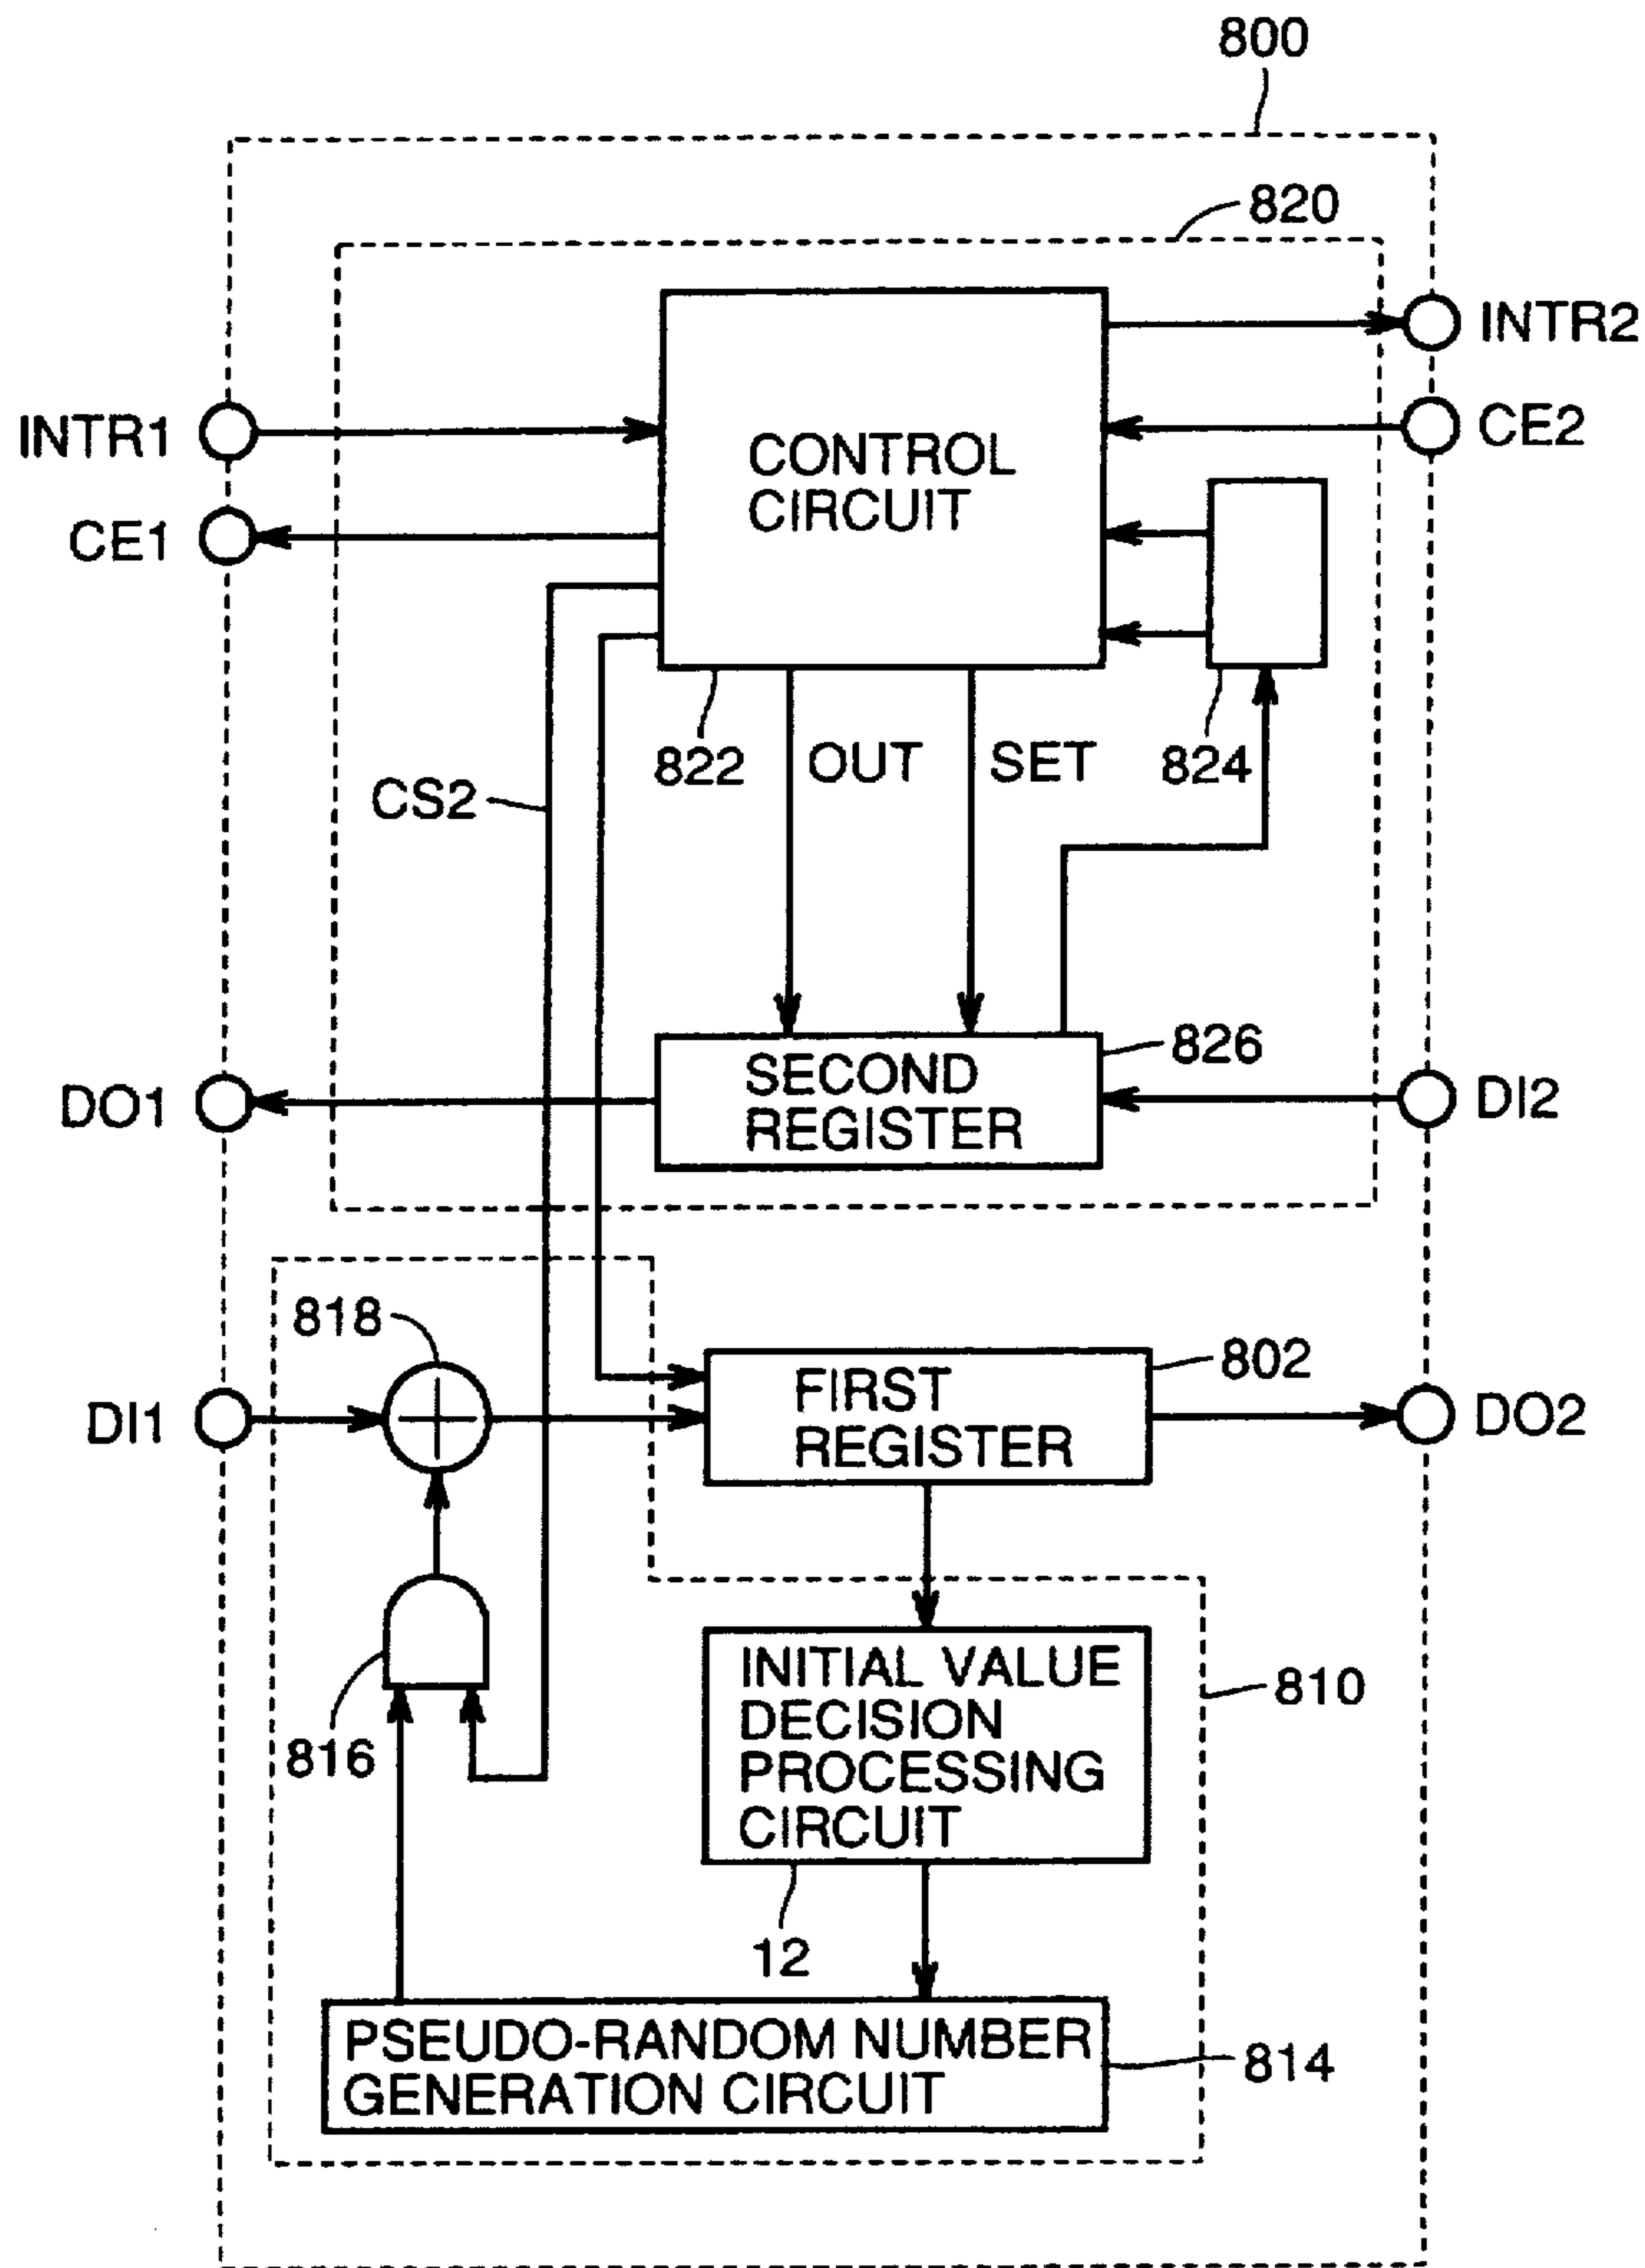 800
820
INTR2
INTR1
CE2
CONTROL
CIRCUIT
CE1
822
OUT
SET
824
CS2
826
SECOND
REGISTER
DO1
DI2
818
802
FIRST
REGISTER
DI1
DO2
INITIAL VALUE
DECISION
PROCESSING
CIRCUIT
810
816
12
PSEUDO-RANDOM NUMBER
GENERATION CIRCUIT
814